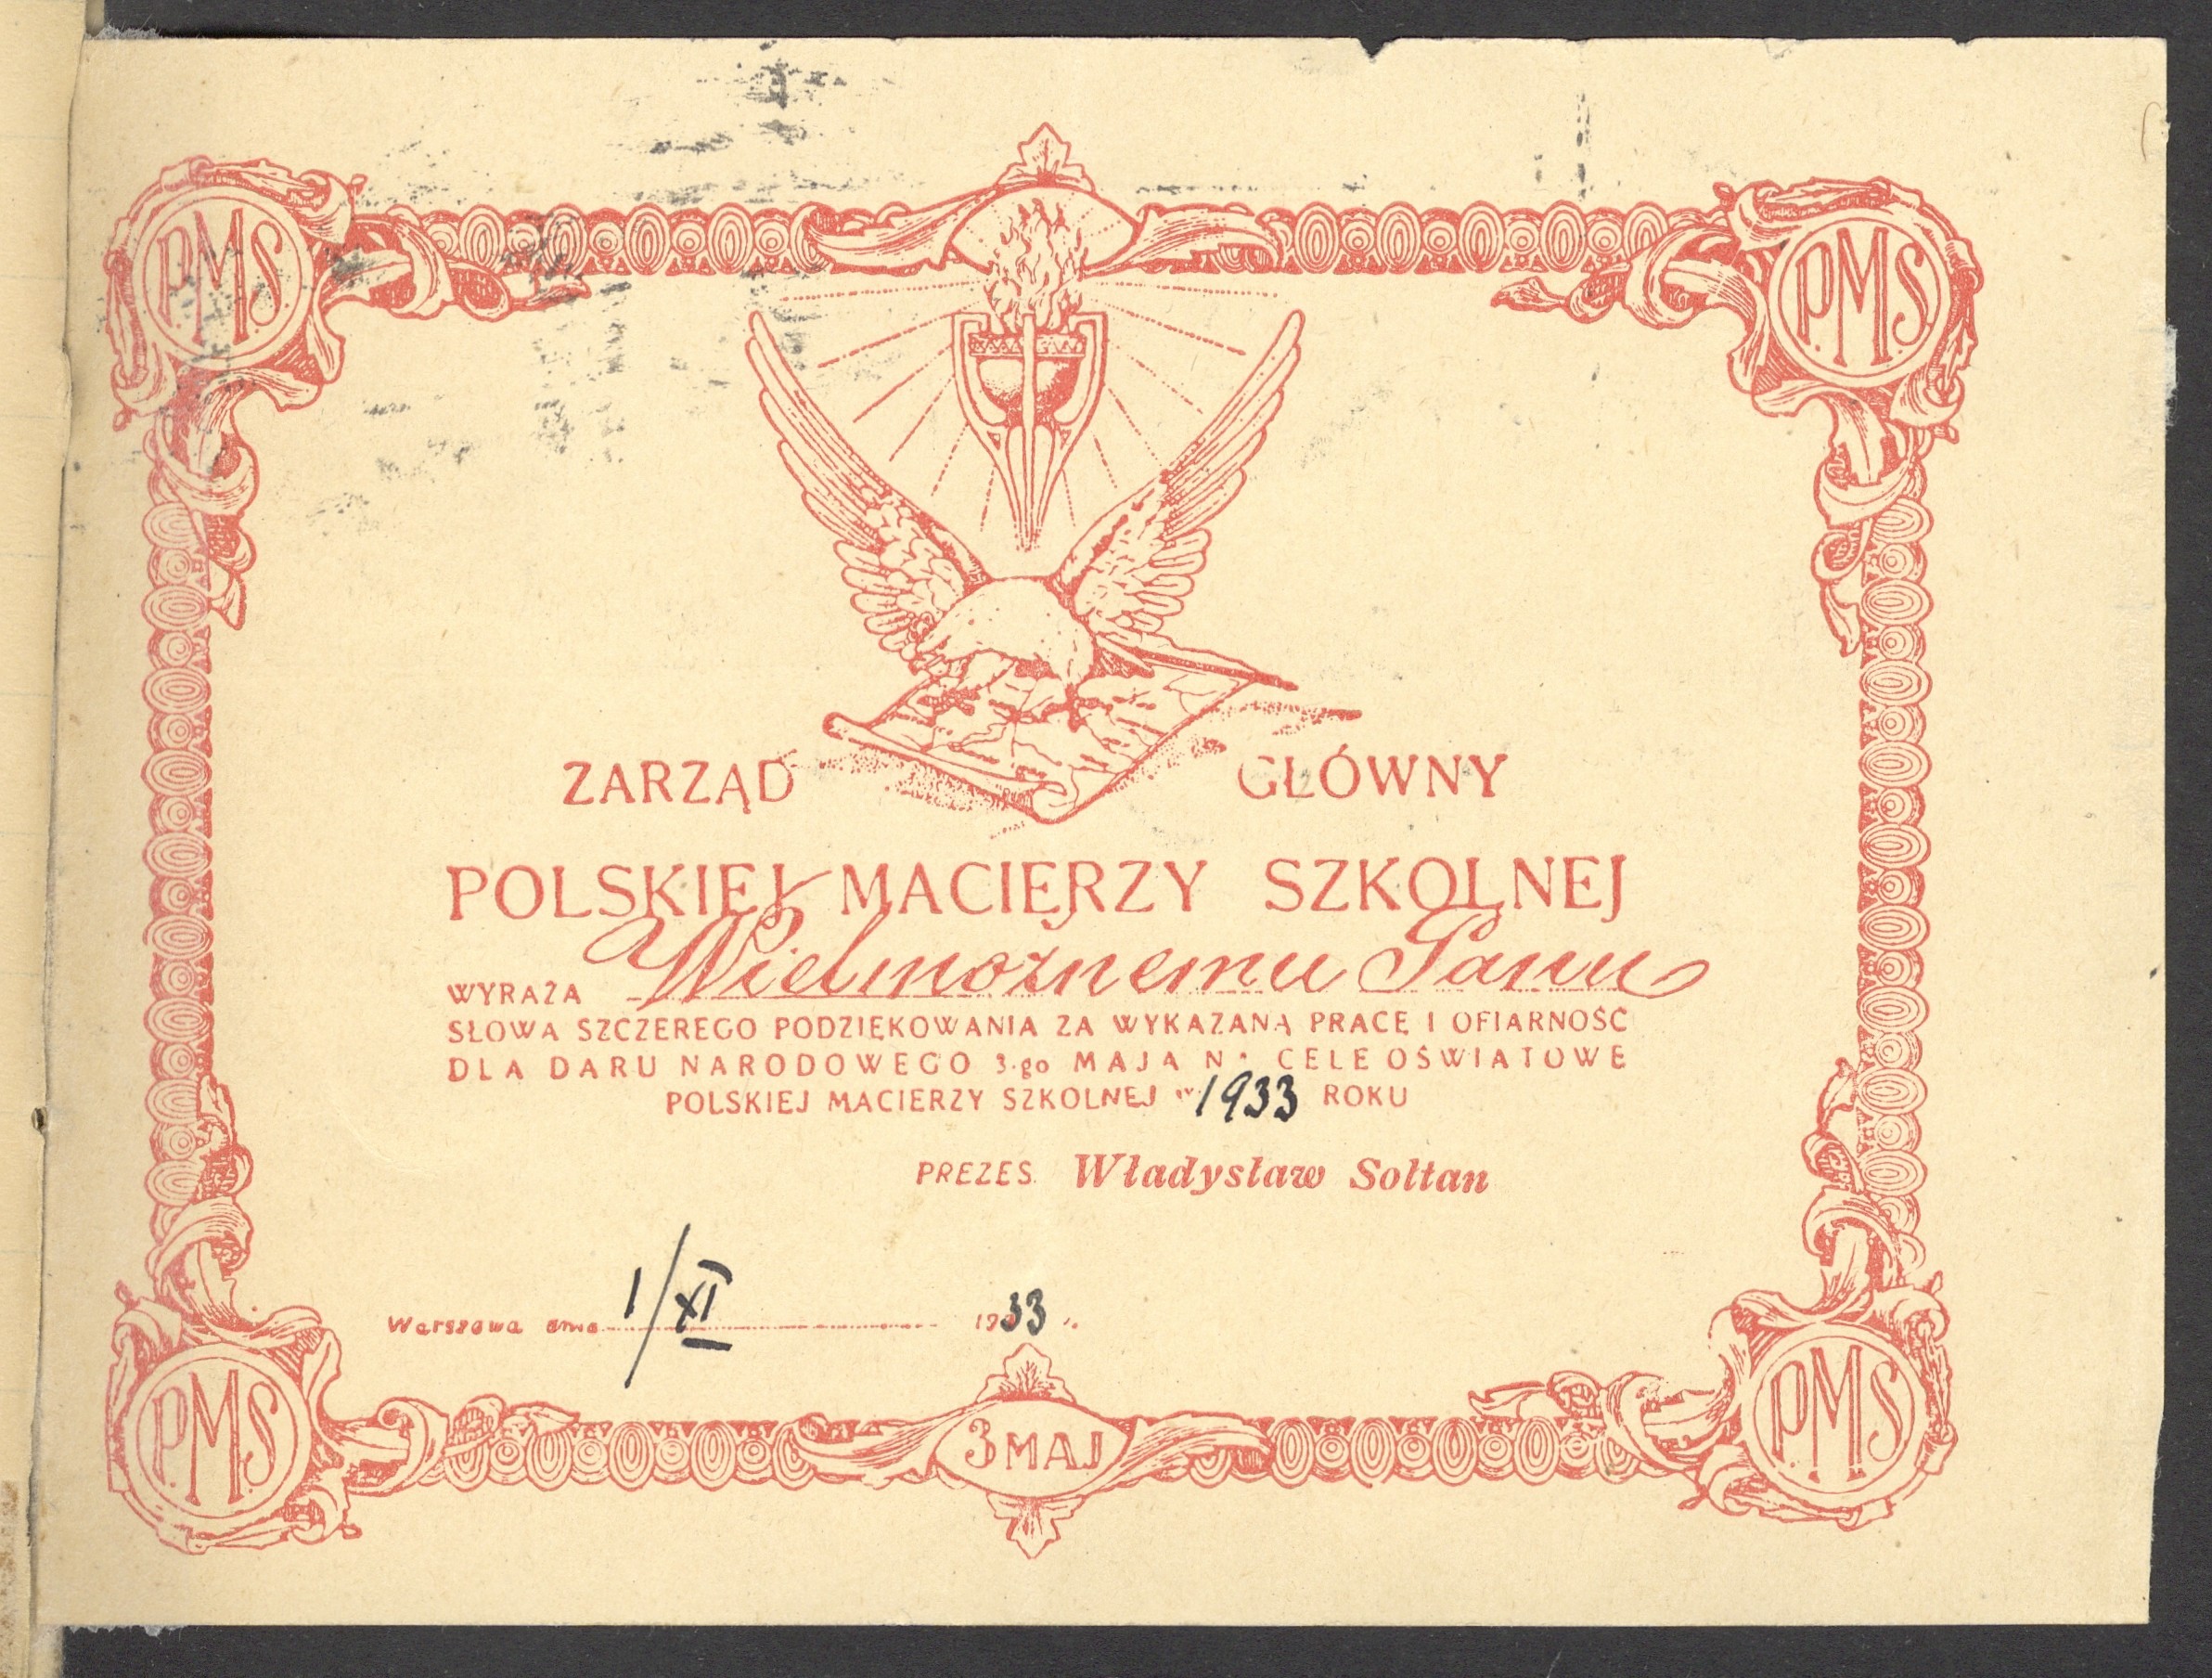 P.M.S.
P.M.S.
ZARZĄD GŁÓWNY
POLSKIEJ MACIERZY SZKOLNEJ
WYRAŻA Wielmożnemu Panu
SŁOWA SZCZEREGO PODZIĘKOWANIA ZA WYKAZANĄ PRACĘ I OFIARNOŚĆ
DLA DARU NARODOWEGO 3-go MAJA NA CELE OŚWIATOWE
POLSKIEJ MACIERZY SZKOLNEJ w 1933 ROKU
PREZES Władysław Sołtan
Warszawa dnia 1/XI 1933 r.
P.M.S.
3 MAJ
P.M.S.